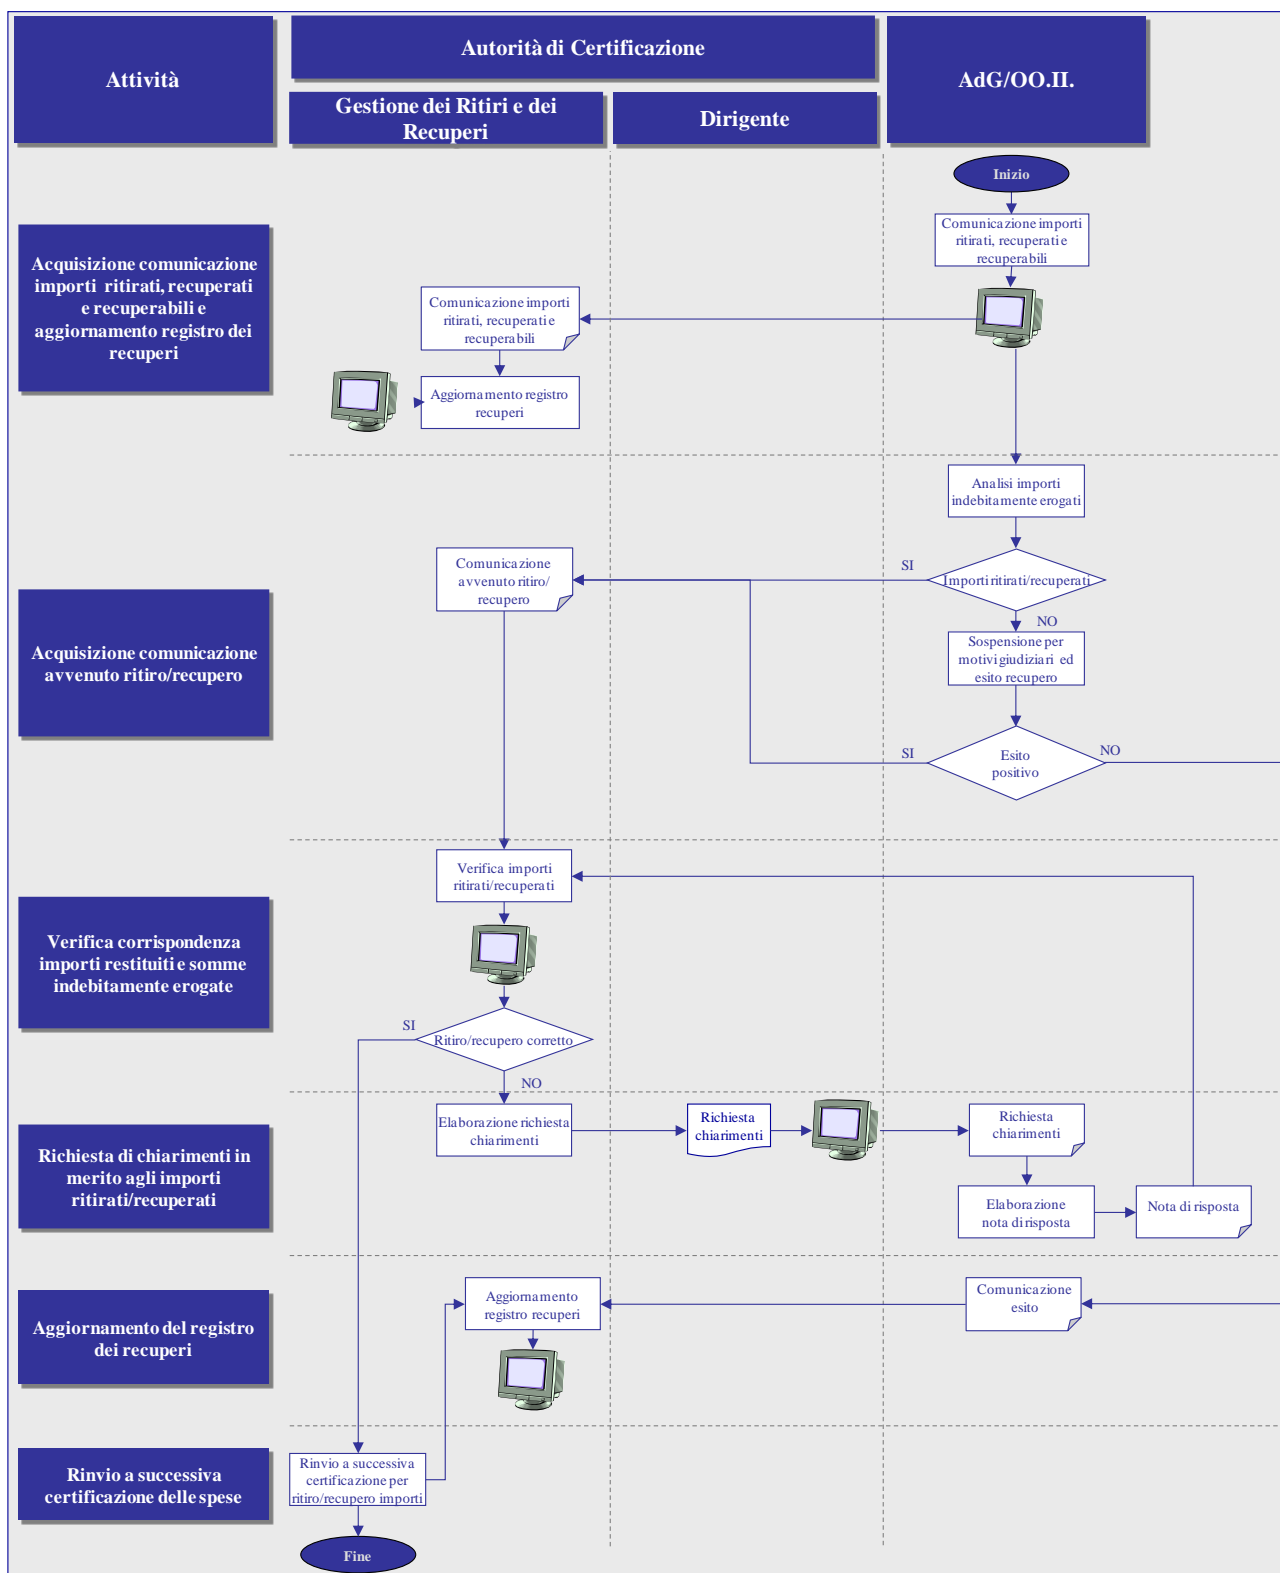 Attività
Autorità di Certificazione
AdG/OO.II.
Gestione dei Ritiri e dei
Recuperi
Dirigente
Inizio
Acquisizione comunicazione
importi ritirati, recuperati
e recuperabili e
aggiornamento registro dei
recuperi
Comunicazione importi
ritirati, recuperati e
recuperabili
Comunicazione importi
ritirati, recuperati e
recuperabili
Aggiornamento registro
recuperi
Acquisizione comunicazione
avvenuto ritiro/recupero
Analisi importi
indebitamente erogati
Importi ritirati/recuperati
SI
NO
Comunicazione
avvenuto ritiro/
recupero
Sospensione per
motivi giudiziari ed
esito recupero
Esito
positivo
SI
NO
Verifica corrispondenza
importi restituiti e somme
indebitamente erogate
Verifica importi
ritirati/recuperati
Ritiro/recupero corretto
SI
NO
Richiesta di chiarimenti in
merito agli importi
ritirati/recuperati
Elaborazione richiesta
chiarimenti
Richiesta
chiarimenti
Richiesta
chiarimenti
Elaborazione
nota di risposta
Nota di risposta
Aggiornamento del registro
dei recuperi
Aggiornamento
registro recuperi
Comunicazione
esito
Rinvio a successiva
certificazione delle spese
Rinvio a successiva
certificazione per
ritiro/recupero importi
Fine